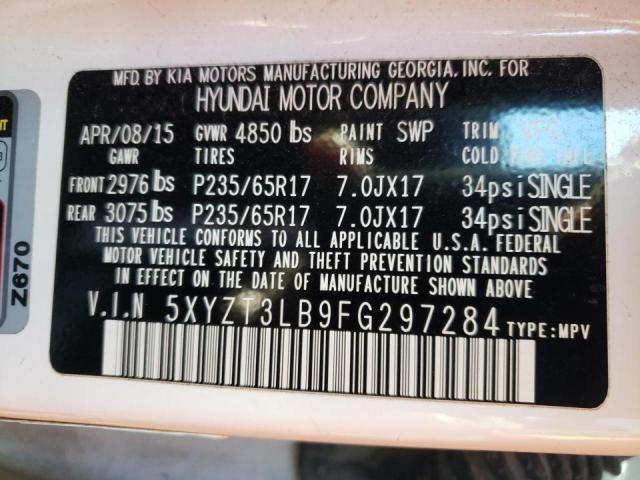 MFD. BY KIA MOTORS MANUFACTURING GEORGIA, INC. FOR
HYUNDAI MOTOR COMPANY
APR/08/15 GVWR 4850 lbs PAINT SWP TRIM
GAWR TIRES RIMS COLD TIRE INFL
FRONT 2976 lbs P235/65R17 7.0JX17 34psi SINGLE
REAR 3075 lbs P235/65R17 7.0JX17 34psi SINGLE
THIS VEHICLE CONFORMS TO ALL APPLICABLE U.S.A. FEDERAL
MOTOR VEHICLE SAFETY AND THEFT PREVENTION STANDARDS
IN EFFECT ON THE DATE OF MANUFACTURE SHOWN ABOVE
V.I.N 5XYZT3LB9FG297284 TYPE:MPV
Z670